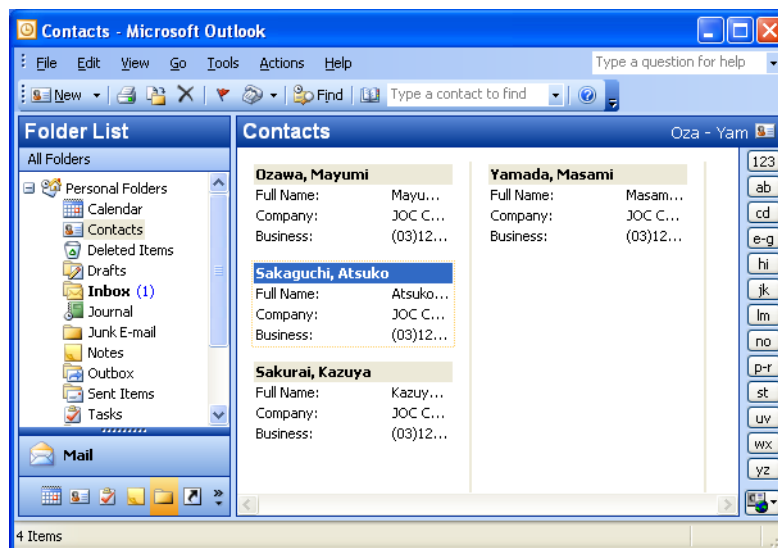 Contacts - Microsoft Outlook
File Edit View Go Tools Actions Help Type a question for help
New Find Type a contact to find
Folder List
All Folders
Personal Folders
Calendar
Contacts
Deleted Items
Drafts
Inbox (1)
Journal
Junk E-mail
Notes
Outbox
Sent Items
Tasks
Mail
Contacts Oza - Yam
Ozawa, Mayumi
Full Name: Mayu...
Company: JOC C...
Business: (03)12...
Sakaguchi, Atsuko
Full Name: Atsuko...
Company: JOC C...
Business: (03)12...
Sakurai, Kazuya
Full Name: Kazuy...
Company: JOC C...
Business: (03)12...
Yamada, Masami
Full Name: Masam...
Company: JOC C...
Business: (03)12...
123
ab
cd
e-g
hi
jk
lm
no
p-r
st
uv
wx
yz
4 Items